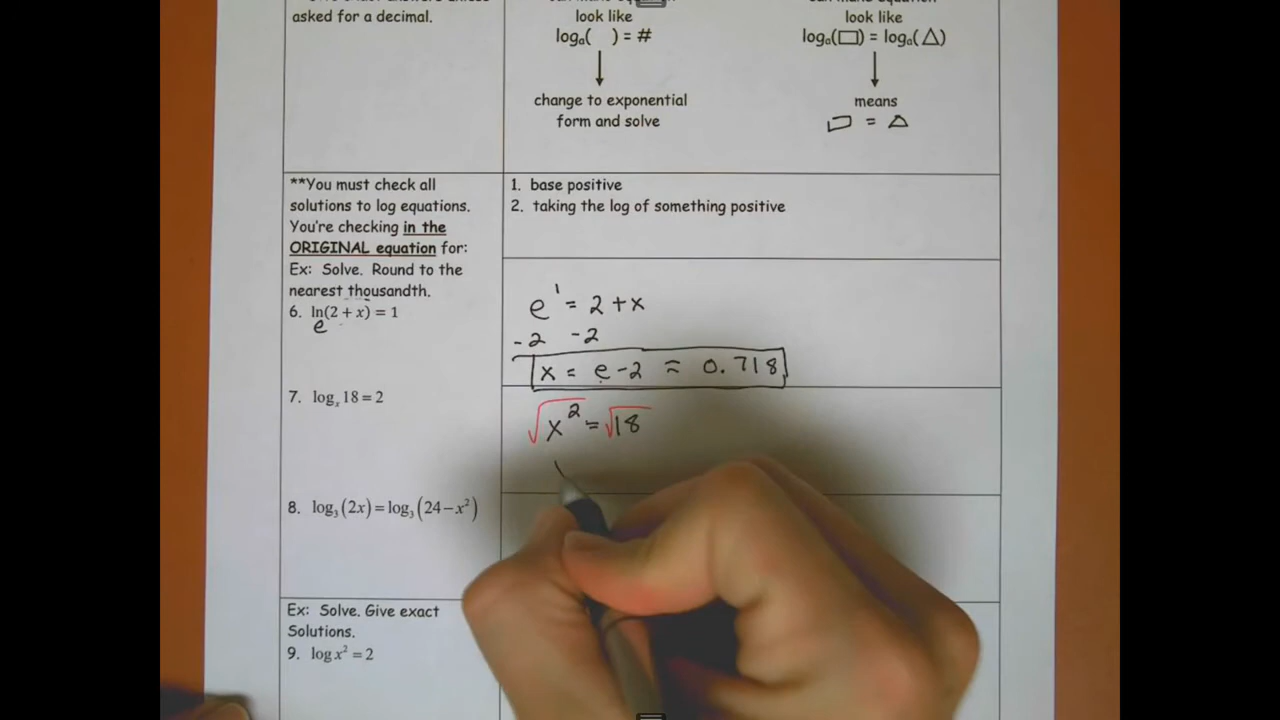 asked for a decimal.
look like
logₐ( ) = #
change to exponential
form and solve
look like
logₐ(▭) = logₐ(△)
means
▭ = △
**You must check all
solutions to log equations.
You're checking in the
ORIGINAL equation for:
1. base positive
2. taking the log of something positive
Ex: Solve. Round to the
nearest thousandth.
6. ln(2 + x) = 1
e
e¹ = 2 + x
-2 -2
x = e - 2 ≈ 0.718
7. logₓ 18 = 2
√x² = √18
8. log₃(2x) = log₃(24 − x²)
Ex: Solve. Give exact
Solutions.
9. log x² = 2